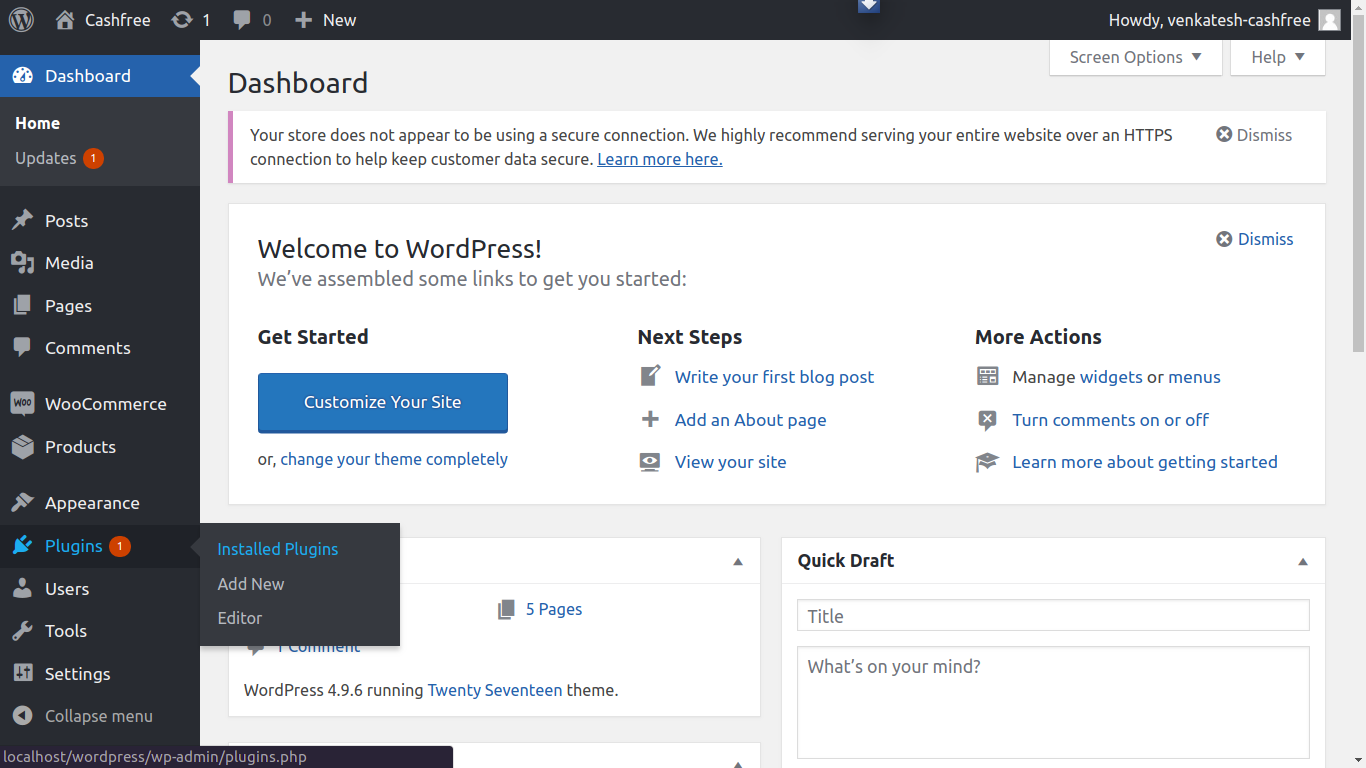 Cashfree 1 0 New Howdy, venkatesh-cashfree
Dashboard
Home
Updates 1
Posts
Media
Pages
Comments
WooCommerce
Products
Appearance
Plugins 1
Installed Plugins
Add New
Editor
Users
Tools
Settings
Collapse menu
Screen Options Help
Dashboard
Your store does not appear to be using a secure connection. We highly recommend serving your entire website over an HTTPS
connection to help keep customer data secure. Learn more here.
Dismiss
Welcome to WordPress!
We've assembled some links to get you started:
Dismiss
Get Started
Customize Your Site
or, change your theme completely
Next Steps
Write your first blog post
Add an About page
View your site
More Actions
Manage widgets or menus
Turn comments on or off
Learn more about getting started
5 Pages
1 Comment
WordPress 4.9.6 running Twenty Seventeen theme.
Quick Draft
Title
What's on your mind?
localhost/wordpress/wp-admin/plugins.php